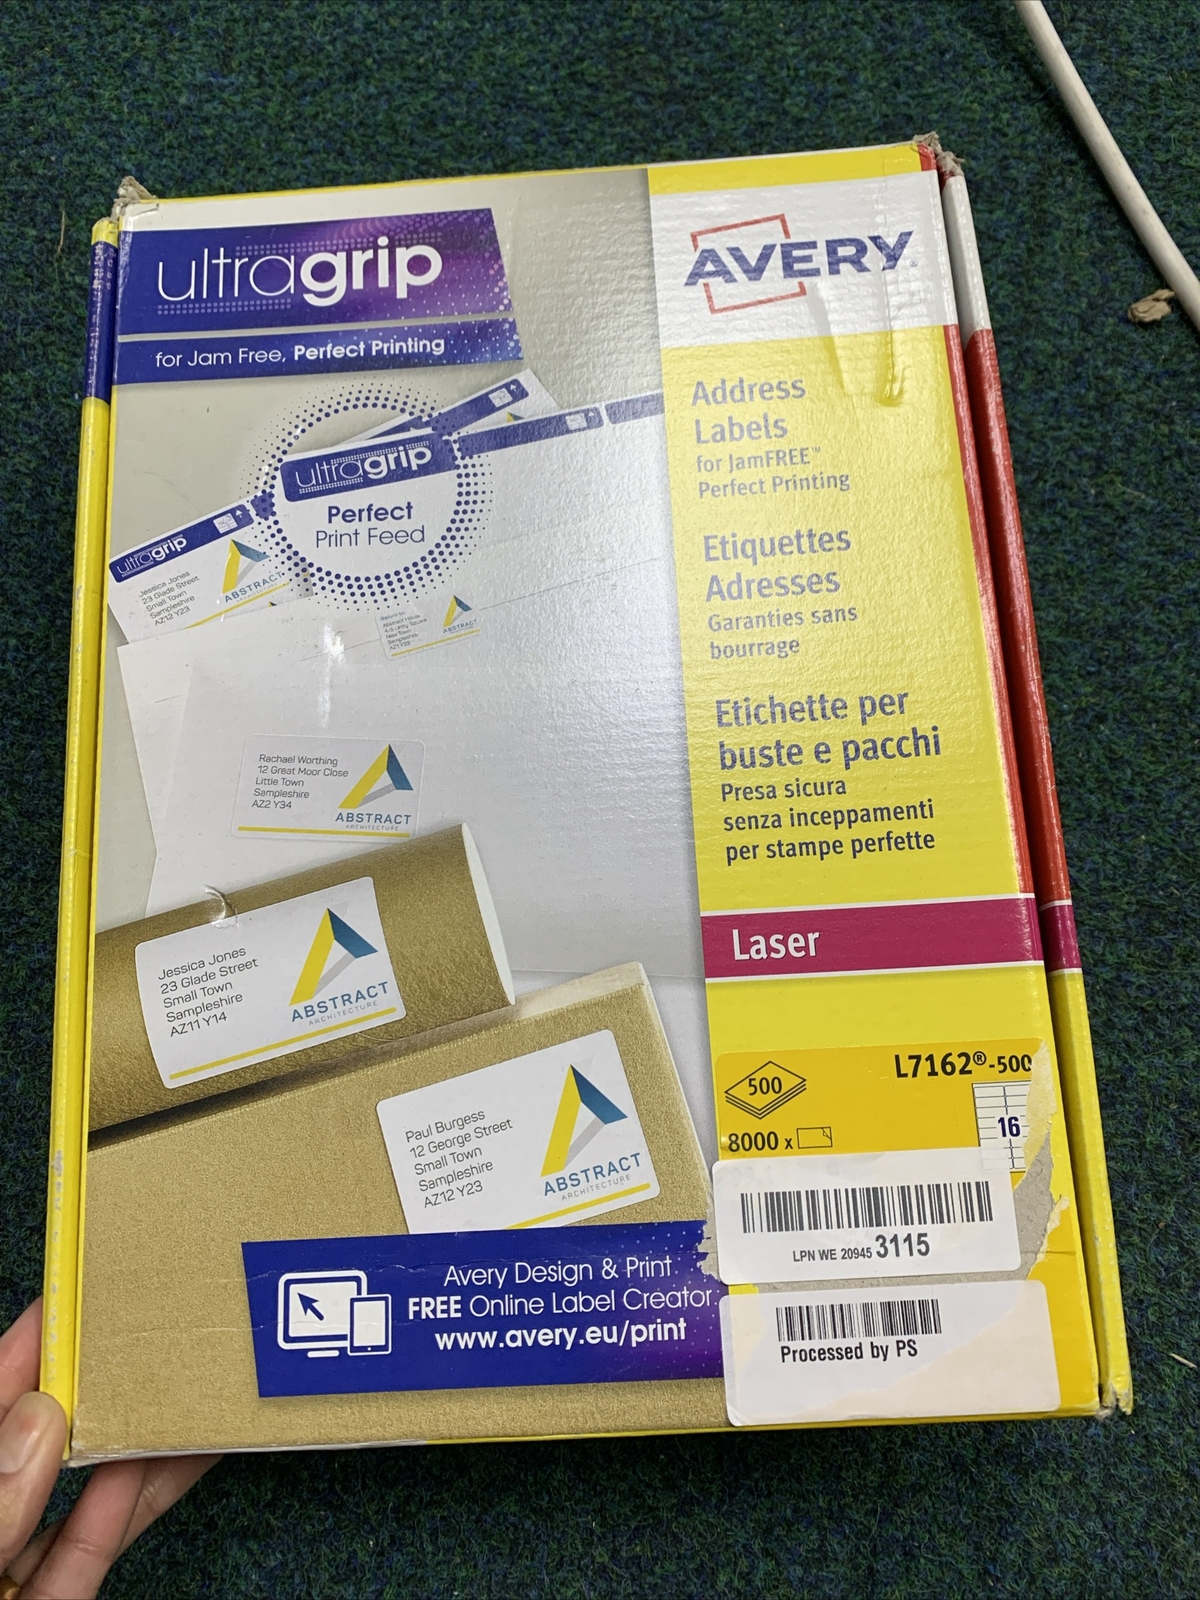 ultragrip
for Jam Free, Perfect Printing
AVERY
Address
Labels
for JamFREE™
Perfect Printing
Etiquettes
Adresses
Garanties sans
bourrage
Etichette per
buste e pacchi
Presa sicura
senza inceppamenti
per stampe perfette
Laser
ultragrip
Perfect
Print Feed
ultragrip
Jessica Jones
23 Glade Street
Small Town
Sampleshire
AZ12 Y23
ABSTRACT
ABSTRACT
Rachael Worthing
12 Great Moor Close
Little Town
Sampleshire
AZ2 Y34
ABSTRACT
ARCHITECTURE
Jessica Jones
23 Glade Street
Small Town
Sampleshire
AZ11 Y14
ABSTRACT
ARCHITECTURE
Paul Burgess
12 George Street
Small Town
Sampleshire
AZ12 Y23
ABSTRACT
ARCHITECTURE
L7162®-500
500
8000 x
16
LPN WE 20945 3115
Processed by PS
Avery Design & Print
FREE Online Label Creator
www.avery.eu/print